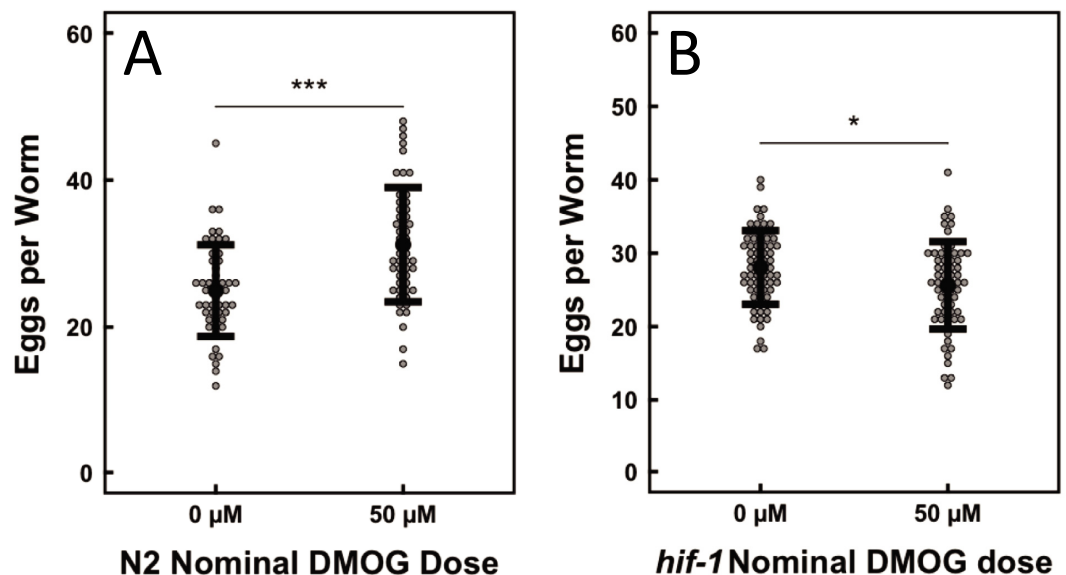 A
***
60
40
20
0
Eggs per Worm
0 µM
50 µM
N2 Nominal DMOG Dose
B
*
60
50
40
30
20
10
0
Eggs per Worm
0 µM
50 µM
hif-1 Nominal DMOG dose